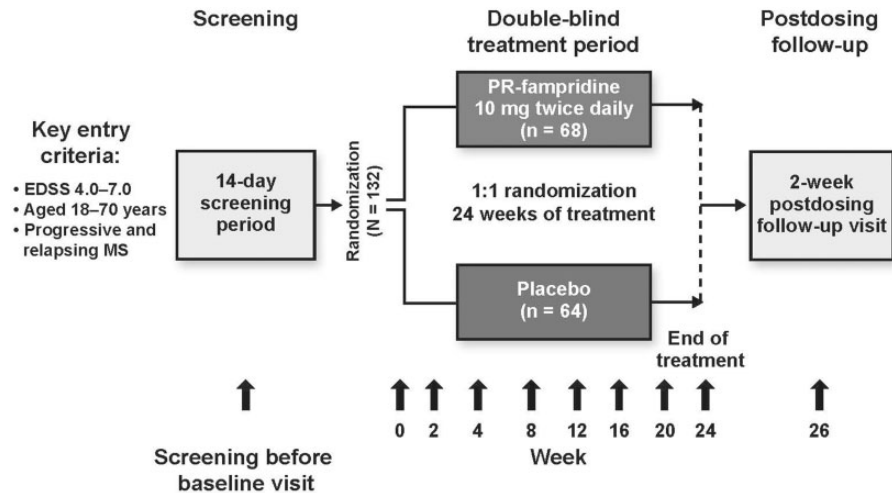 Screening
Double-blind
treatment period
Postdosing
follow-up
Key entry
criteria:
• EDSS 4.0–7.0
• Aged 18–70 years
• Progressive and
relapsing MS
14-day
screening
period
Randomization
(N = 132)
PR-fampridine
10 mg twice daily
(n = 68)
1:1 randomization
24 weeks of treatment
Placebo
(n = 64)
End of
treatment
2-week
postdosing
follow-up visit
0 2 4 8 12 16 20 24 26
Screening before
baseline visit
Week